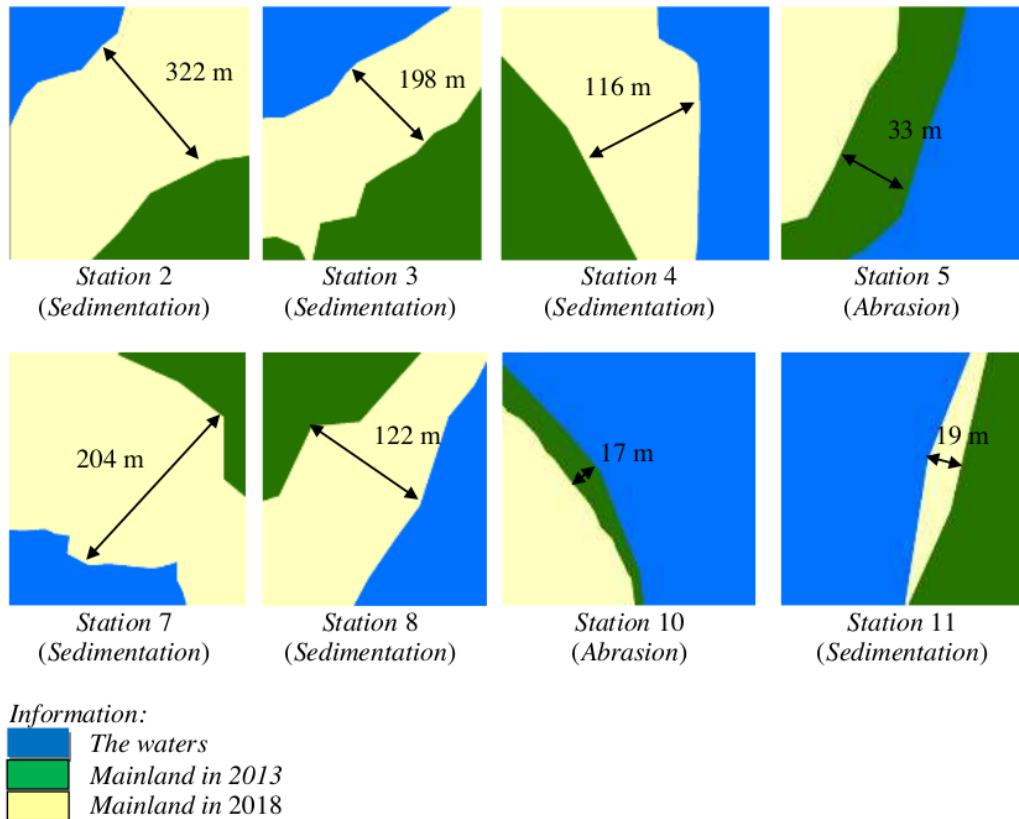 322 m
198 m
116 m
33 m
Station 2
Station 3
Station 4
Station 5
(Sedimentation)
(Sedimentation)
(Sedimentation)
(Abrasion)
204 m
122 m
17 m
19 m
Station 7
Station 8
Station 10
Station 11
(Sedimentation)
(Sedimentation)
(Abrasion)
(Sedimentation)
Information:
The waters
Mainland in 2013
Mainland in 2018